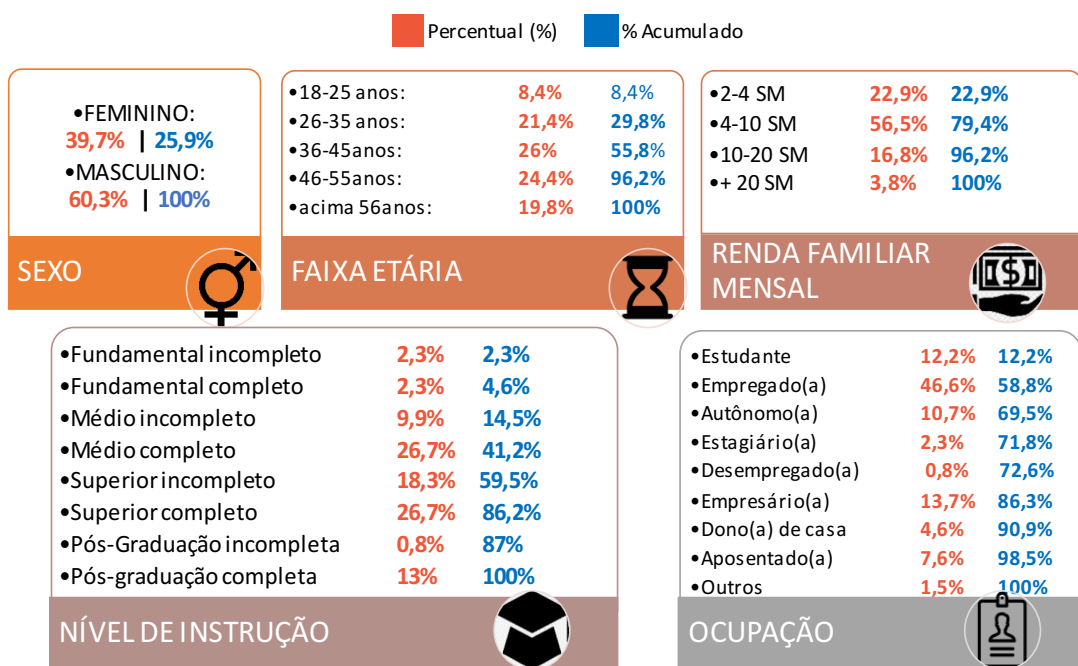 Percentual (%) % Acumulado
•FEMININO:
39,7% | 25,9%
•MASCULINO:
60,3% | 100%
SEXO
•18-25 anos: 8,4% 8,4%
•26-35 anos: 21,4% 29,8%
•36-45anos: 26% 55,8%
•46-55anos: 24,4% 96,2%
•acima 56anos: 19,8% 100%
FAIXA ETÁRIA
•2-4 SM 22,9% 22,9%
•4-10 SM 56,5% 79,4%
•10-20 SM 16,8% 96,2%
•+ 20 SM 3,8% 100%
RENDA FAMILIAR
MENSAL
•Fundamental incompleto 2,3% 2,3%
•Fundamental completo 2,3% 4,6%
•Médio incompleto 9,9% 14,5%
•Médio completo 26,7% 41,2%
•Superior incompleto 18,3% 59,5%
•Superior completo 26,7% 86,2%
•Pós-Graduação incompleta 0,8% 87%
•Pós-graduação completa 13% 100%
NÍVEL DE INSTRUÇÃO
•Estudante 12,2% 12,2%
•Empregado(a) 46,6% 58,8%
•Autônomo(a) 10,7% 69,5%
•Estagiário(a) 2,3% 71,8%
•Desempregado(a) 0,8% 72,6%
•Empresário(a) 13,7% 86,3%
•Dono(a) de casa 4,6% 90,9%
•Aposentado(a) 7,6% 98,5%
•Outros 1,5% 100%
OCUPAÇÃO